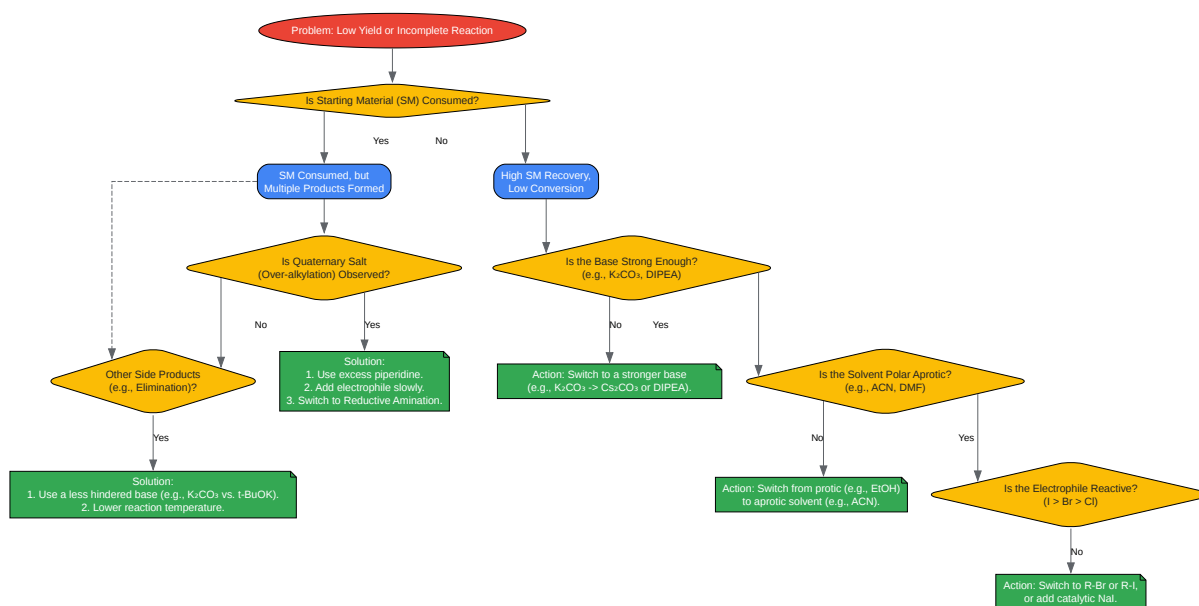 Problem: Low Yield or Incomplete Reaction
Is Starting Material (SM) Consumed?
Yes
No
SM Consumed, but
Multiple Products Formed
High SM Recovery,
Low Conversion
Is Quaternary Salt
(Over-alkylation) Observed?
Is the Base Strong Enough?
(e.g., K₂CO₃, DIPEA)
No
Yes
No
Yes
Other Side Products
(e.g., Elimination)?
Solution:
1. Use excess piperidine.
2. Add electrophile slowly.
3. Switch to Reductive Amination.
Action: Switch to a stronger base
(e.g., K₂CO₃ -> Cs₂CO₃ or DIPEA).
Is the Solvent Polar Aprotic?
(e.g., ACN, DMF)
Yes
No
Yes
Solution:
1. Use a less hindered base (e.g., K₂CO₃ vs. t-BuOK).
2. Lower reaction temperature.
Action: Switch from protic (e.g., EtOH)
to aprotic solvent (e.g., ACN).
Is the Electrophile Reactive?
(I > Br > Cl)
No
Action: Switch to R-Br or R-I,
or add catalytic NaI.